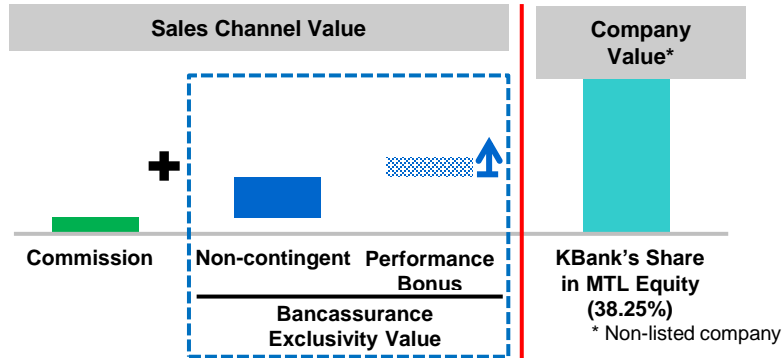 Sales Channel Value
Company
Value*
Commission
Non-contingent
Performance
Bonus
Bancassurance
Exclusivity Value
KBank's Share
in MTL Equity
(38.25%)
* Non-listed company